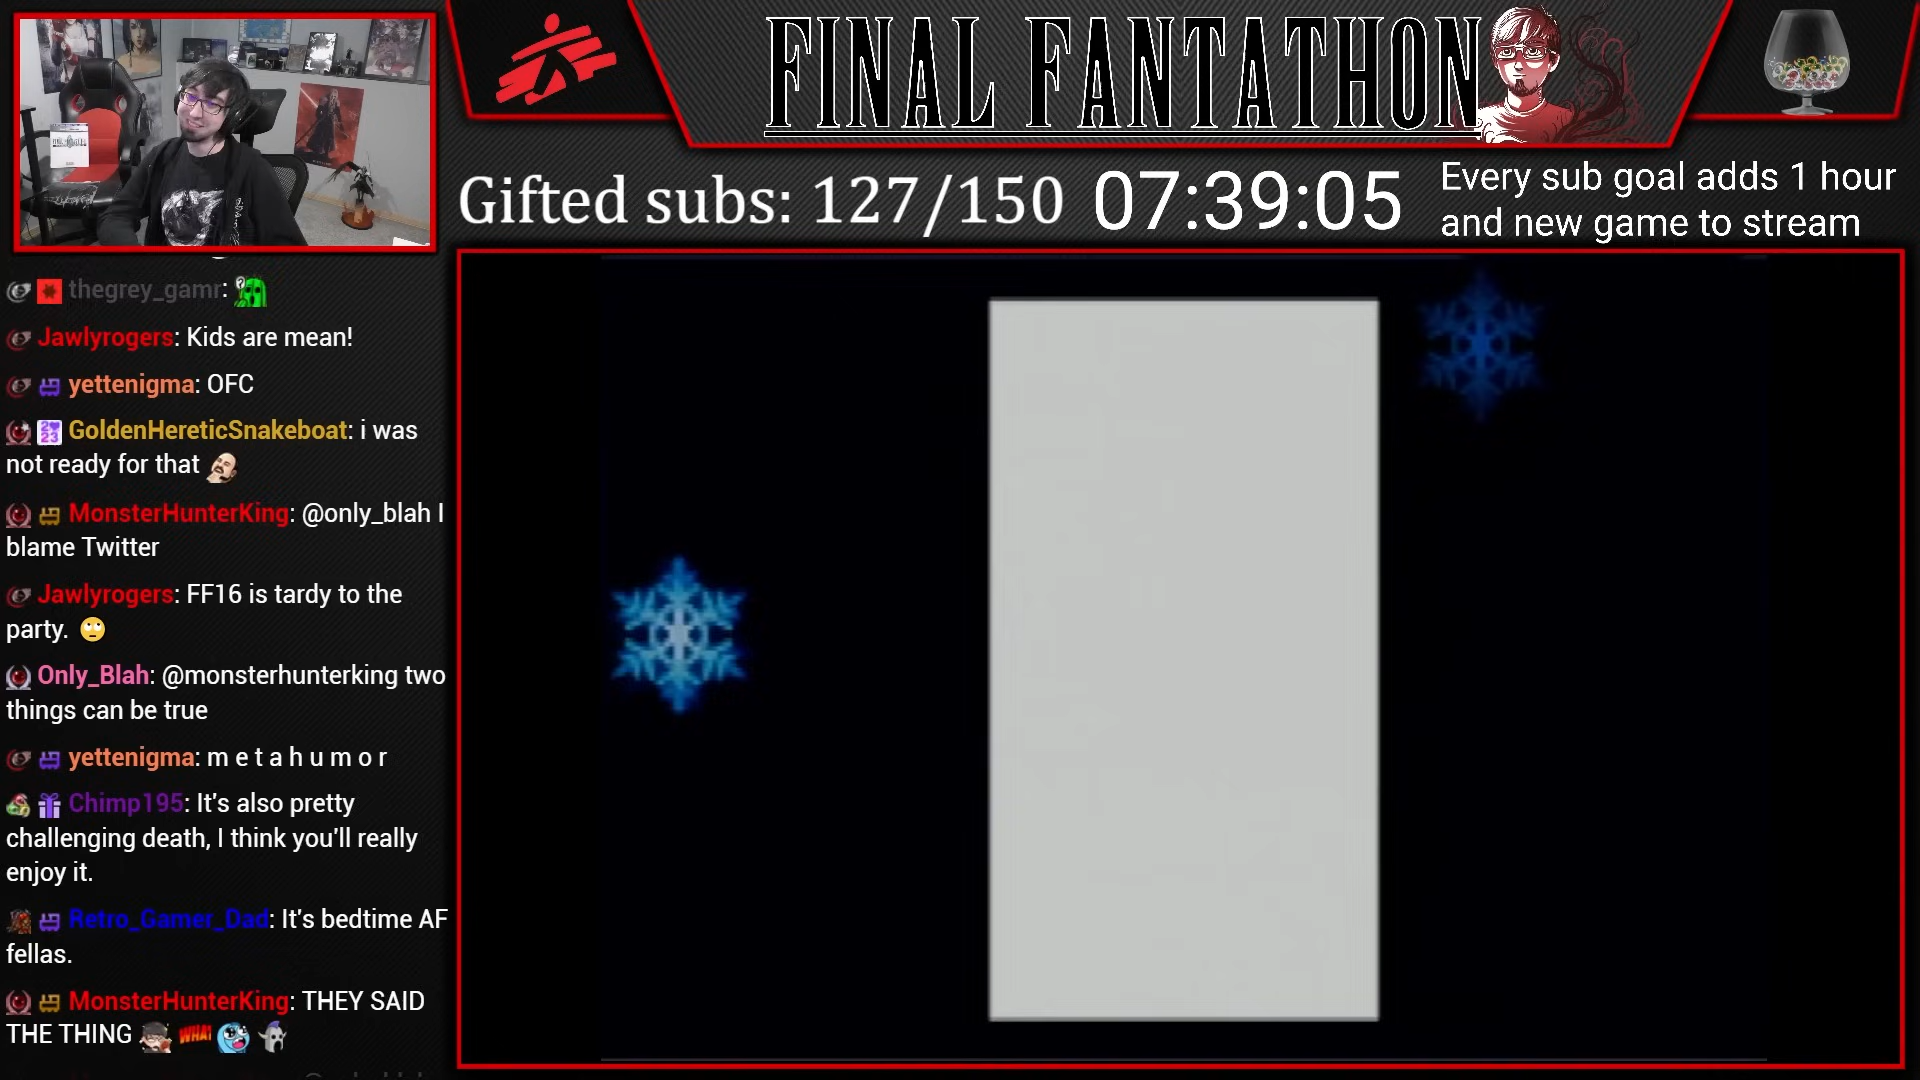 FINAL FANTATHON
Gifted subs: 127/150
07:39:05
Every sub goal adds 1 hour
and new game to stream
thegrey_gamr:
Jawlyrogers: Kids are mean!
yettenigma: OFC
GoldenHereticSnakeboat: i was
not ready for that
MonsterHunterKing: @only_blah I
blame Twitter
Jawlyrogers: FF16 is tardy to the
party.
Only_Blah: @monsterhunterking two
things can be true
yettenigma: m e t a h u m o r
Chimp195: It's also pretty
challenging death, I think you'll really
enjoy it.
Retro_Gamer_Dad: It's bedtime AF
fellas.
MonsterHunterKing: THEY SAID
THE THING WHA!